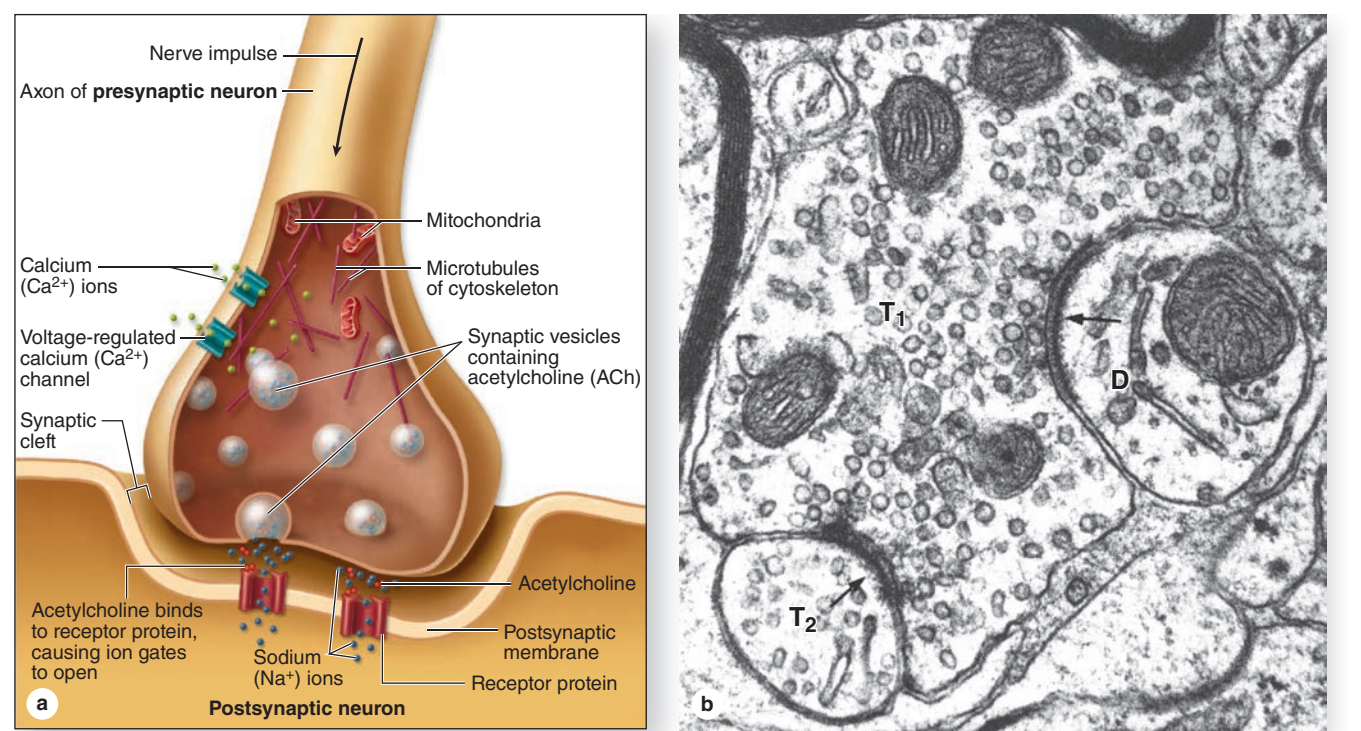 Nerve impulse
Axon of presynaptic neuron
Mitochondria
Calcium
(Ca²⁺) ions
Microtubules
of cytoskeleton
Voltage-regulated
calcium (Ca²⁺)
channel
Synaptic vesicles
containing
acetylcholine (ACh)
Synaptic
cleft
Acetylcholine binds
to receptor protein,
causing ion gates
to open
Acetylcholine
Postsynaptic
membrane
Sodium
(Na⁺) ions
Receptor protein
Postsynaptic neuron
a
T₁
D
T₂
b